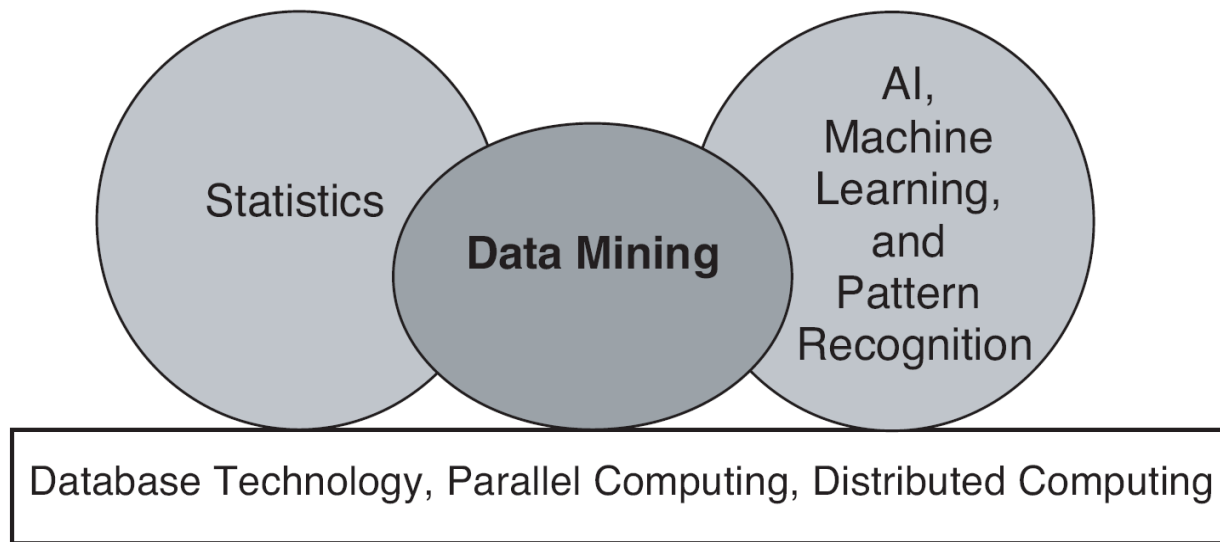 Statistics
Data Mining
AI,
Machine
Learning,
and
Pattern
Recognition
Database Technology, Parallel Computing, Distributed Computing